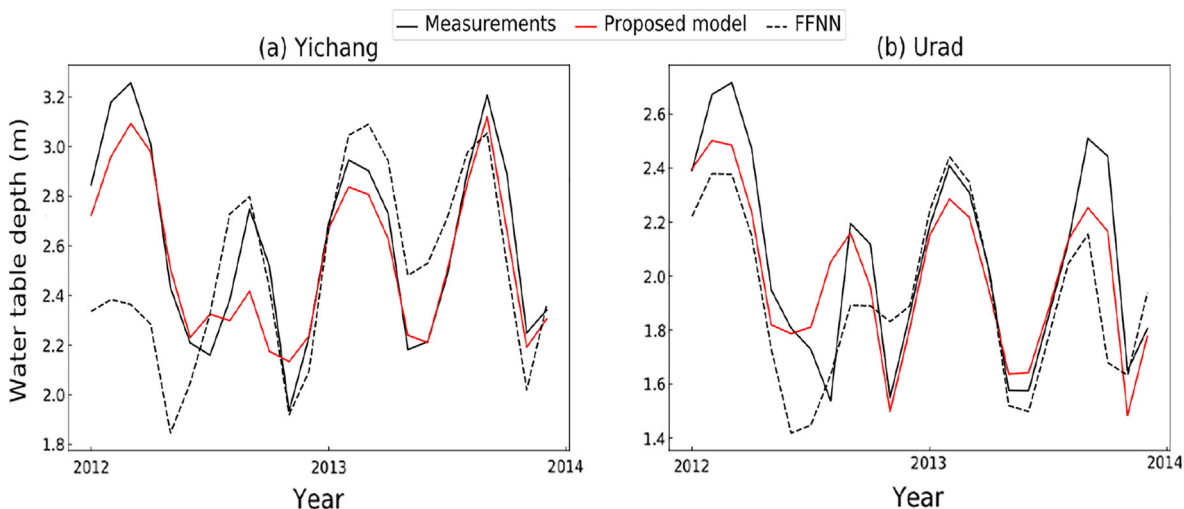 Measurements Proposed model FFNN
(a) Yichang
(b) Urad
Water table depth (m)
3.2
3.0
2.8
2.6
2.4
2.2
2.0
1.8
2012 2013 2014
Year
2.6
2.4
2.2
2.0
1.8
1.6
1.4
2012 2013 2014
Year